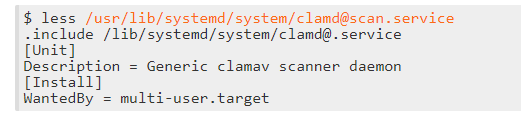 $ less /usr/lib/systemd/system/clamd@scan.service
.include /lib/systemd/system/clamd@.service
[Unit]
Description = Generic clamav scanner daemon
[Install]
WantedBy = multi-user.target